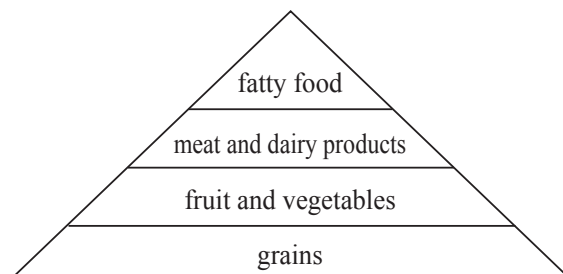 fatty food
meat and dairy products
fruit and vegetables
grains